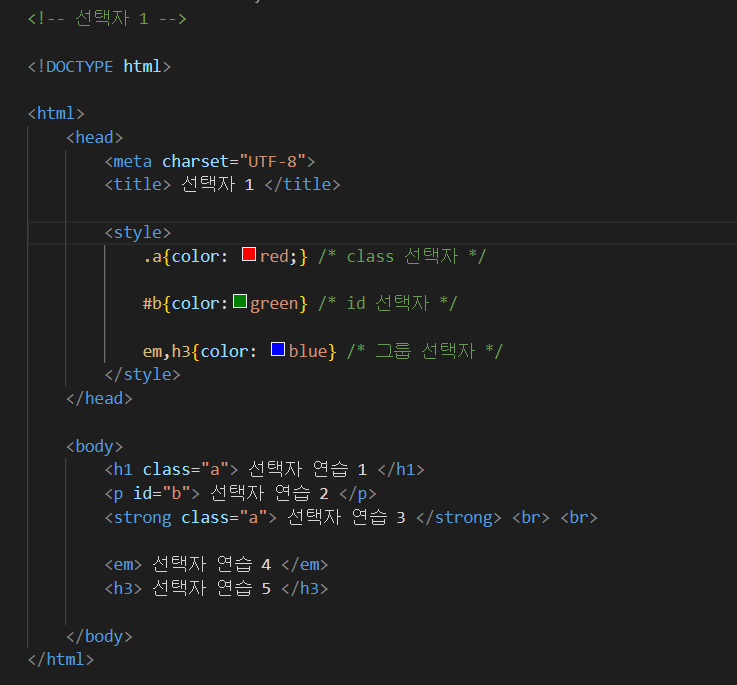 <!-- 선택자 1 -->
<!DOCTYPE html>
<html>
<head>
<meta charset="UTF-8">
<title> 선택자 1 </title>
<style>
.a{color: red;} /* class 선택자 */
#b{color:green} /* id 선택자 */
em,h3{color: blue} /* 그룹 선택자 */
</style>
</head>
<body>
<h1 class="a"> 선택자 연습 1 </h1>
<p id="b"> 선택자 연습 2 </p>
<strong class="a"> 선택자 연습 3 </strong> <br> <br>
<em> 선택자 연습 4 </em>
<h3> 선택자 연습 5 </h3>
</body>
</html>